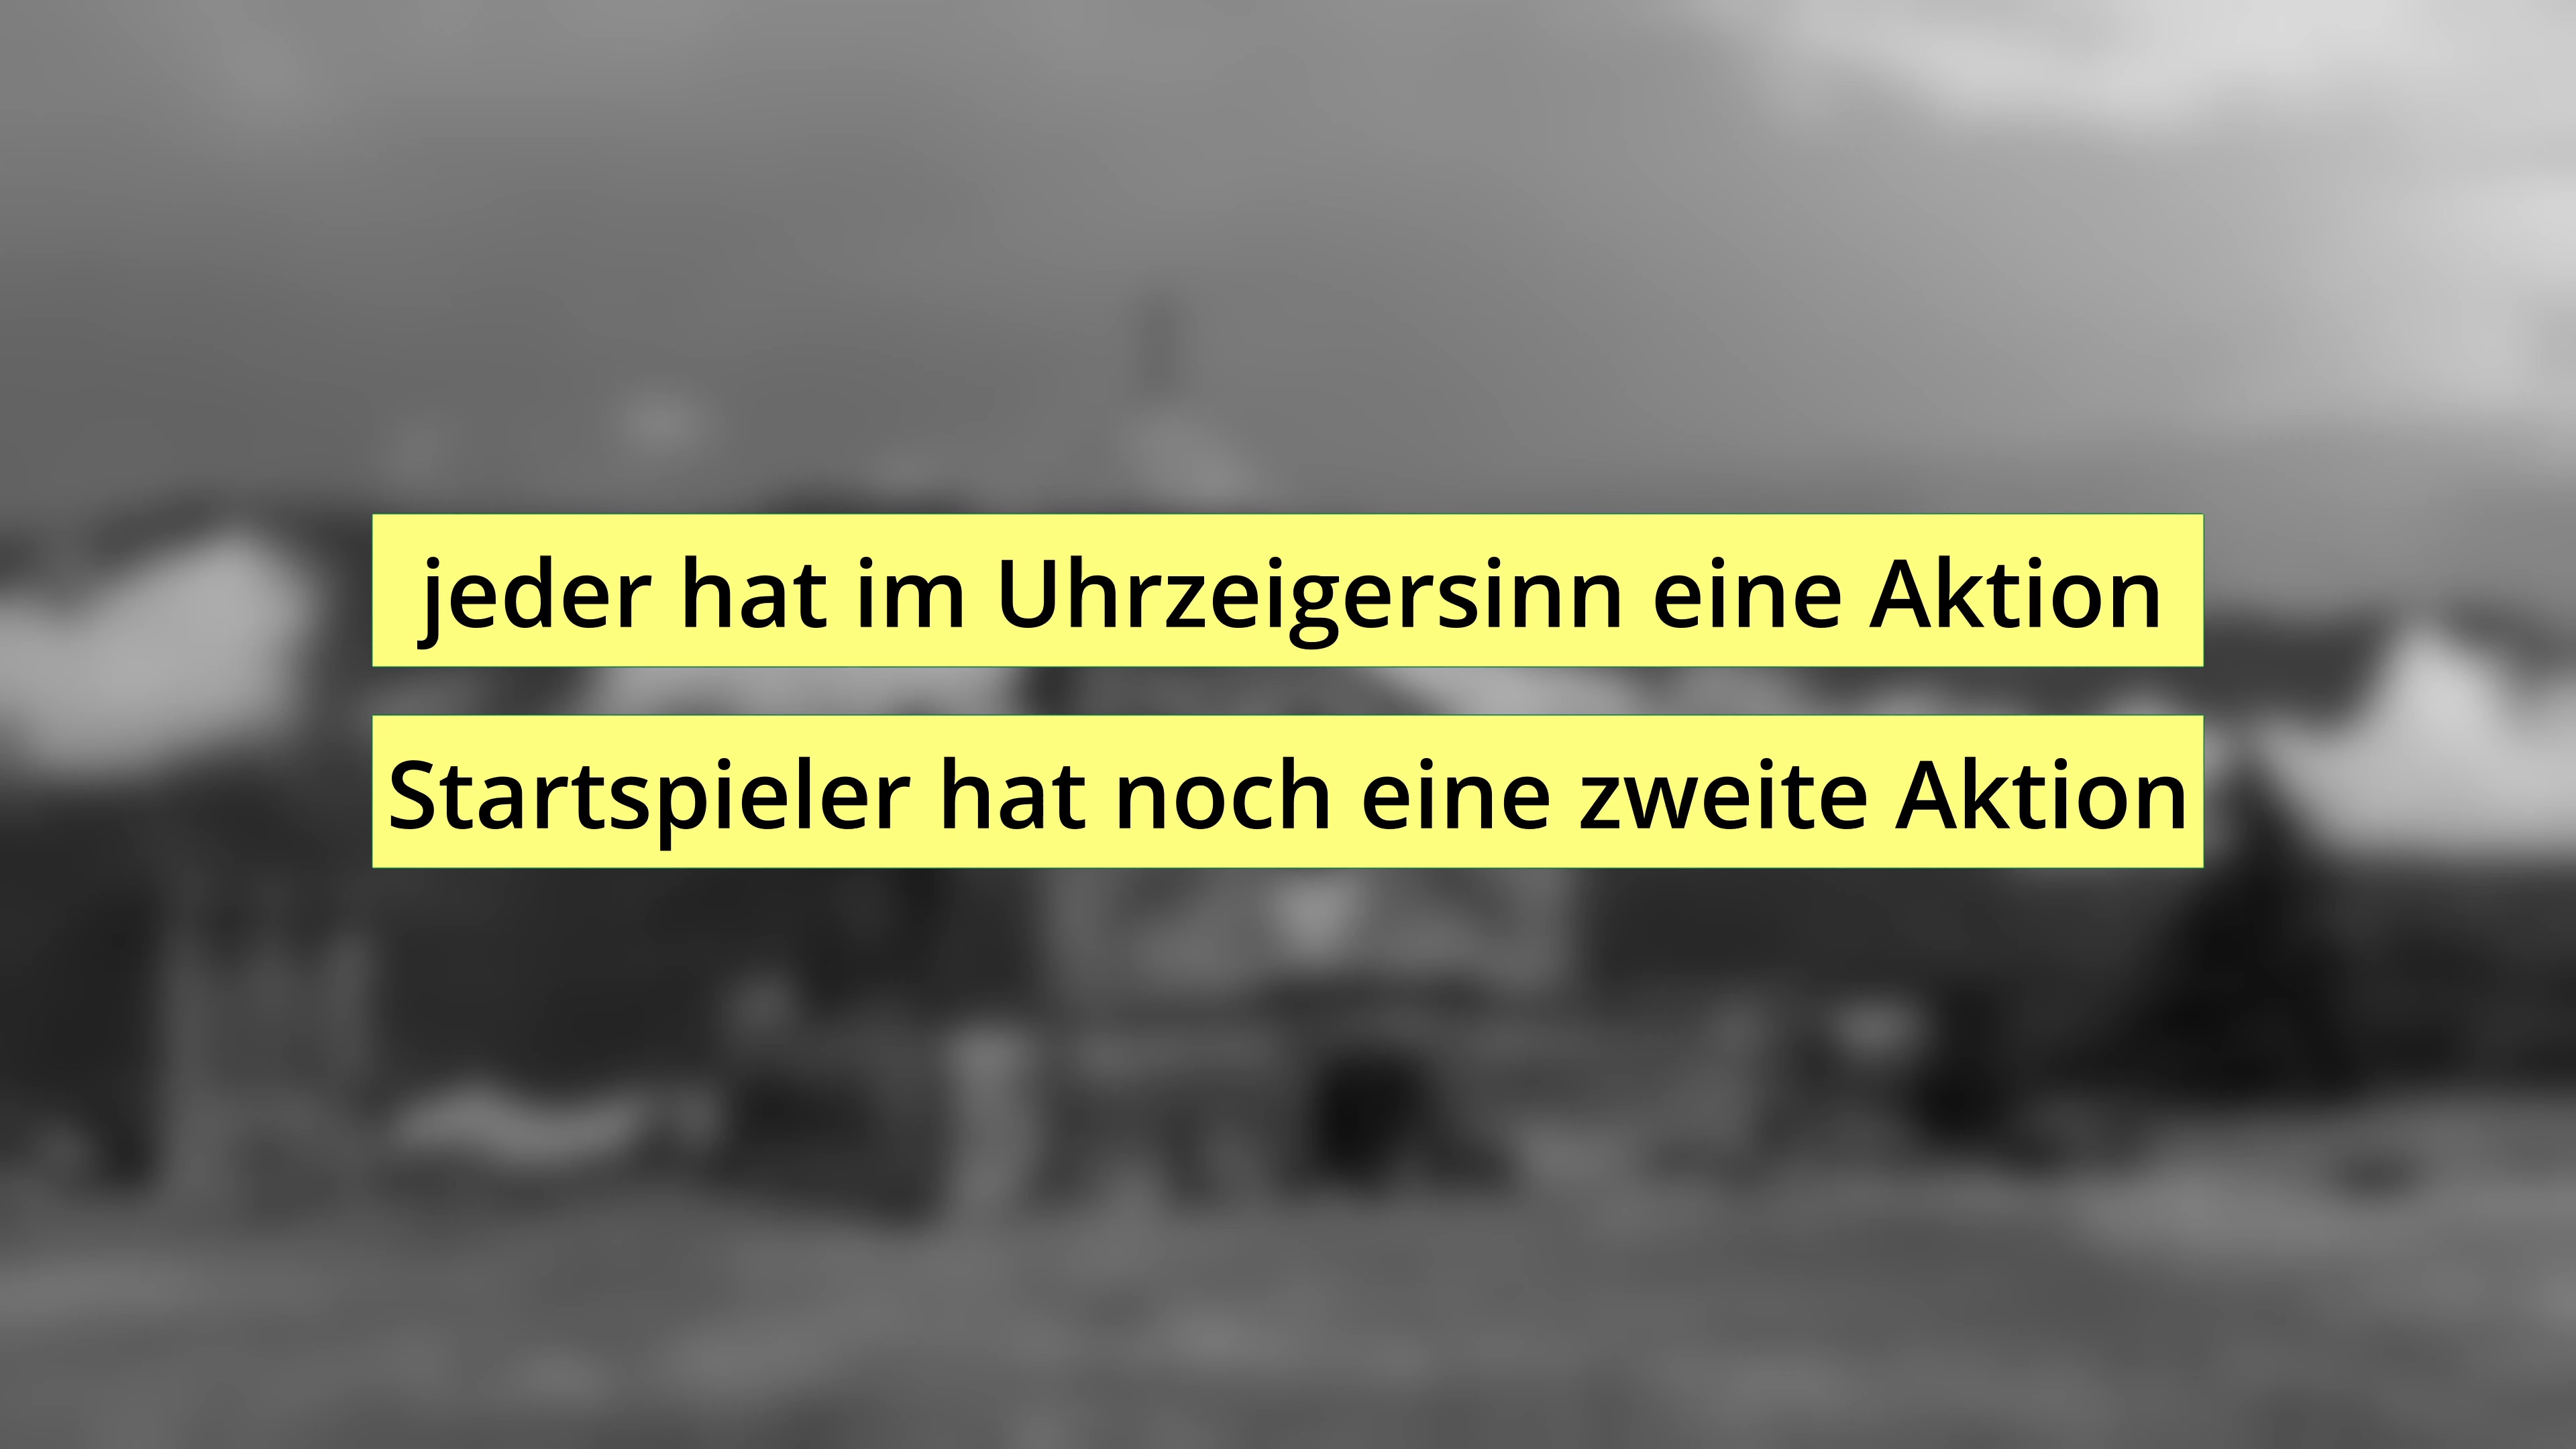 jeder hat im Uhrzeigersinn eine Aktion
Startspieler hat noch eine zweite Aktion